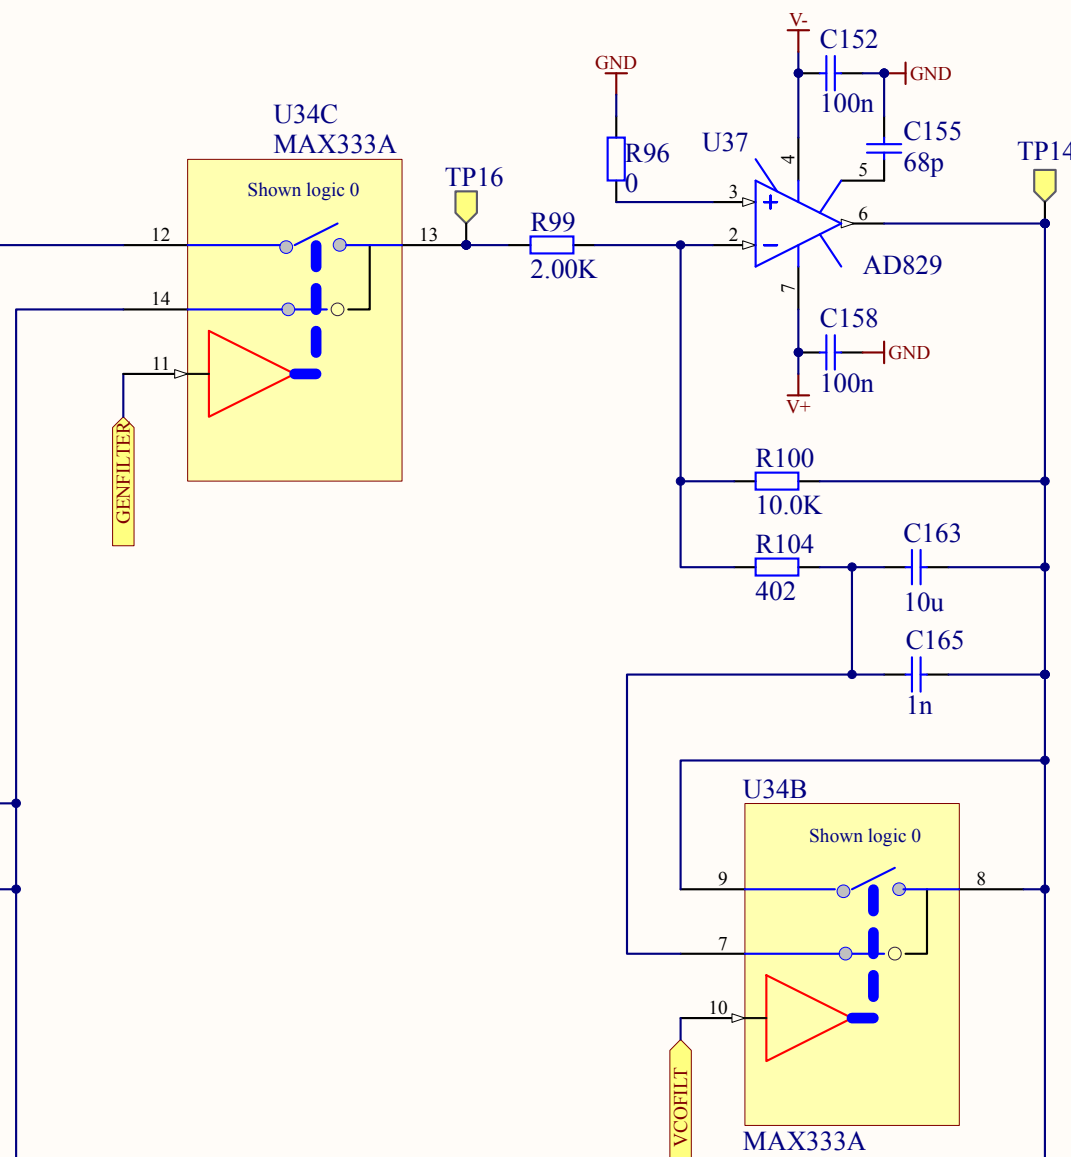 V-
C152
GND
100n
GND
C155
68p
U34C
MAX333A
U37
R96
0
4
5
TP14
Shown logic 0
TP16
3
6
12
13
R99
2
2.00K
AD829
7
14
C158
GND
100n
11
V+
GENFILTER
R100
10.0K
R104
402
C163
10u
C165
1n
U34B
Shown logic 0
9
8
7
10
VCOFILT
MAX333A